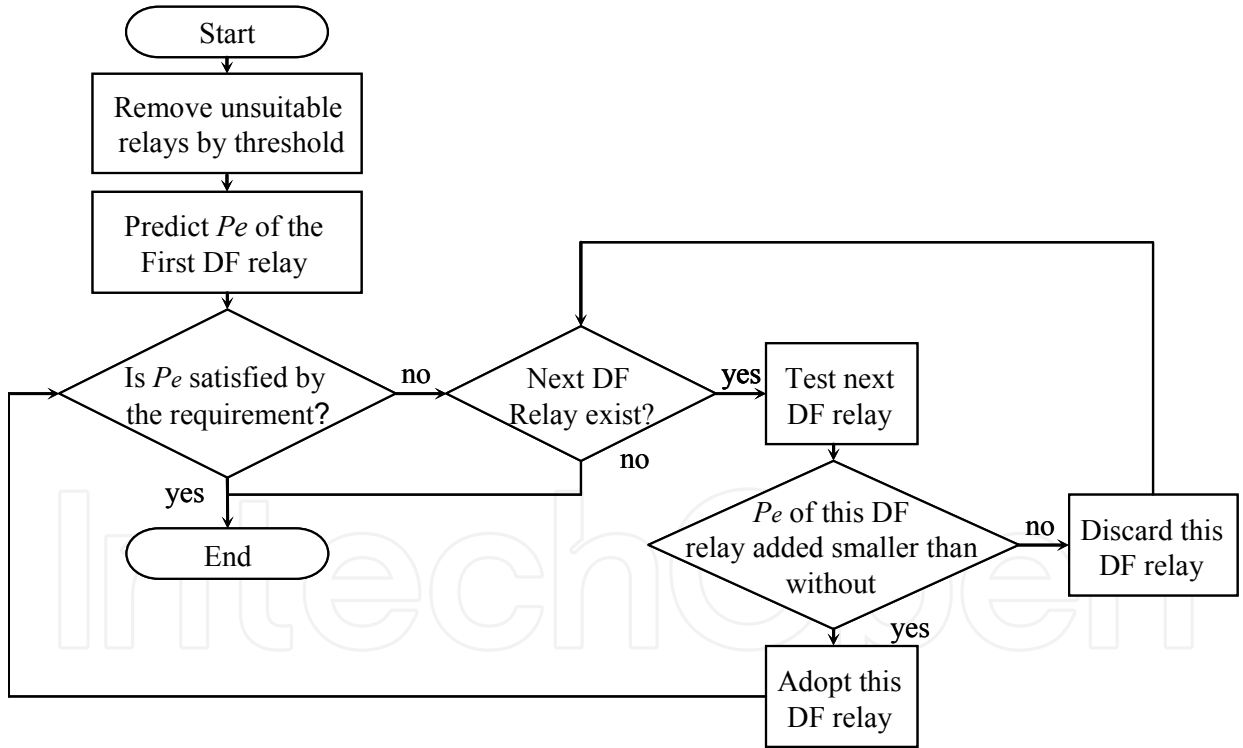 Start
Remove unsuitable
relays by threshold
Predict Pe of the
First DF relay
Is Pe satisfied by
the requirement?
no
yes
End
Next DF
Relay exist?
yes
no
Test next
DF relay
Pe of this DF
relay added smaller than
without
no
Discard this
DF relay
yes
Adopt this
DF relay
IntechOpen